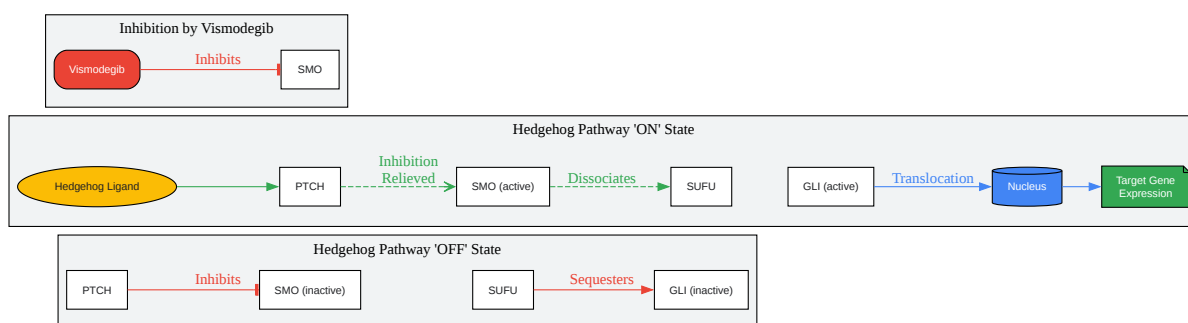 Inhibition by Vismodegib
Vismodegib
Inhibits
SMO
Hedgehog Pathway 'ON' State
Hedgehog Ligand
PTCH
Inhibition
Relieved
SMO (active)
Dissociates
SUFU
GLI (active)
Translocation
Nucleus
Target Gene
Expression
Hedgehog Pathway 'OFF' State
PTCH
Inhibits
SMO (inactive)
SUFU
Sequesters
GLI (inactive)